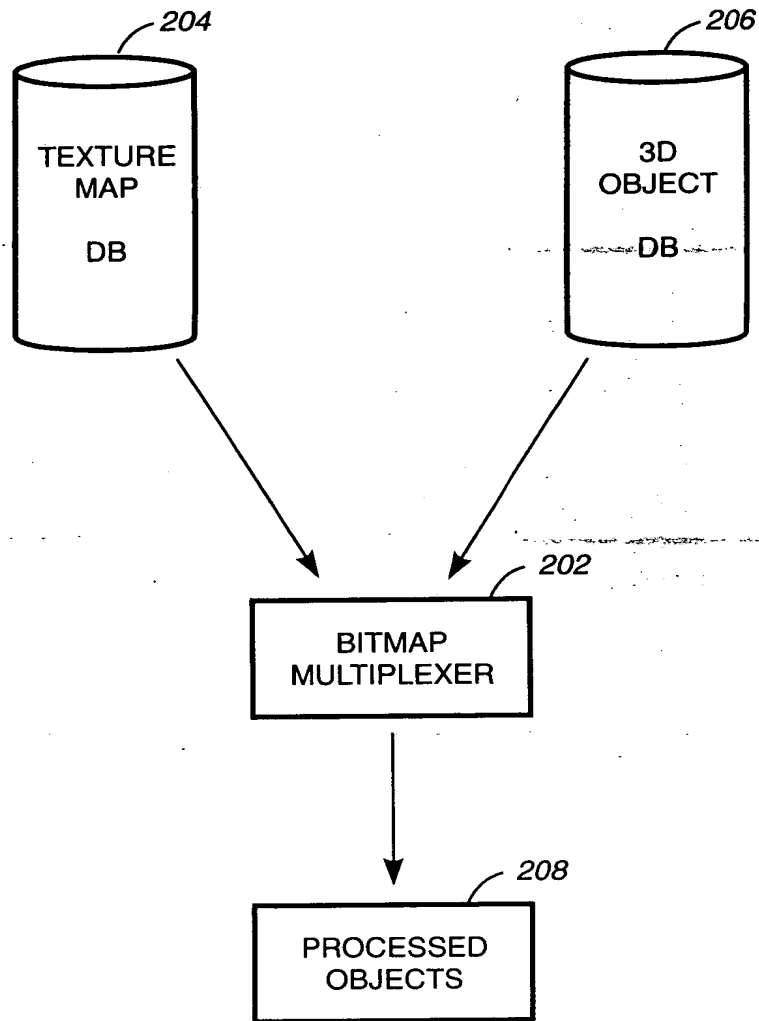 204
206
TEXTURE
MAP
DB
3D
OBJECT
DB
202
BITMAP
MULTIPLEXER
208
PROCESSED
OBJECTS